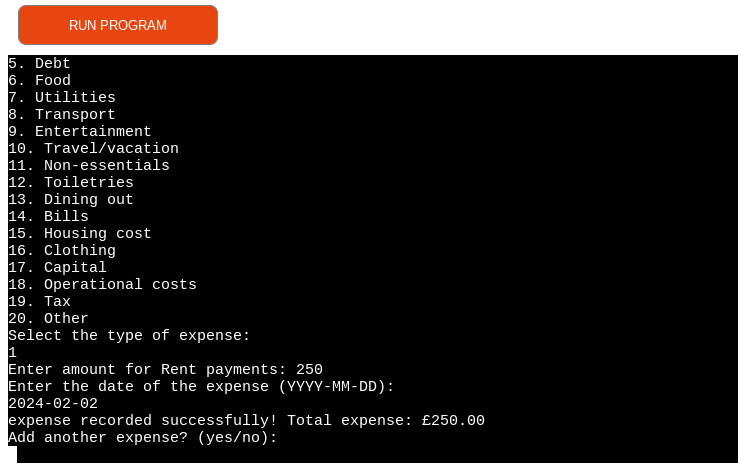 RUN PROGRAM
5. Debt
6. Food
7. Utilities
8. Transport
9. Entertainment
10. Travel/vacation
11. Non-essentials
12. Toiletries
13. Dining out
14. Bills
15. Housing cost
16. Clothing
17. Capital
18. Operational costs
19. Tax
20. Other
Select the type of expense:
1
Enter amount for Rent payments: 250
Enter the date of the expense (YYYY-MM-DD):
2024-02-02
expense recorded successfully! Total expense: £250.00
Add another expense? (yes/no):